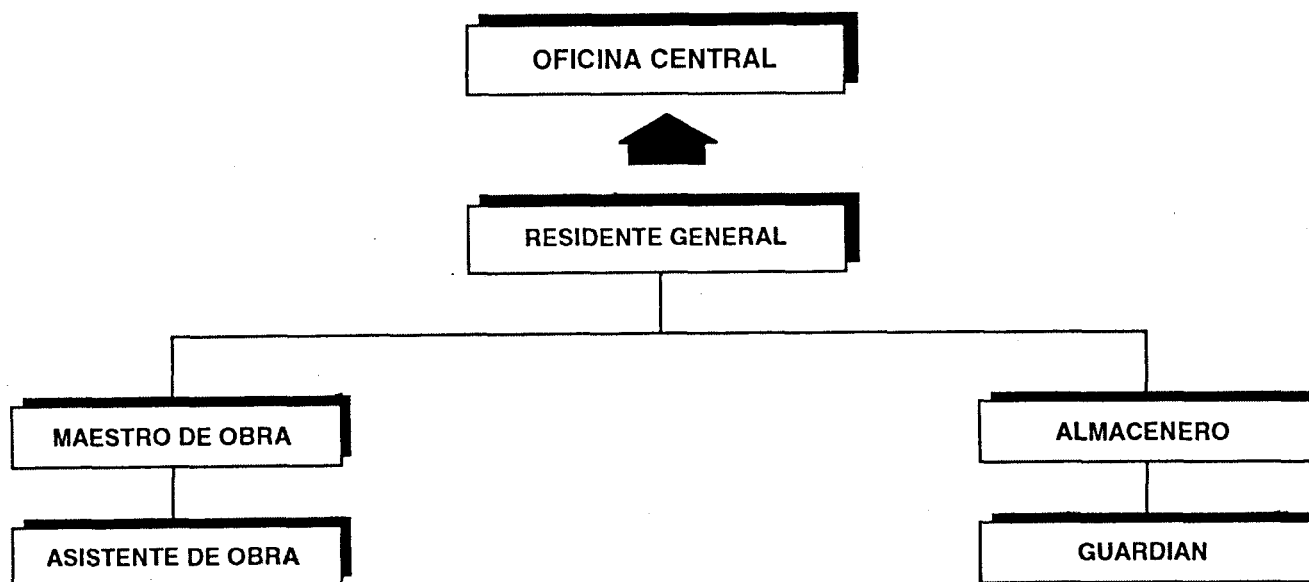 OFICINA CENTRAL
RESIDENTE GENERAL
MAESTRO DE OBRA
ALMACENERO
ASISTENTE DE OBRA
GUARDIAN